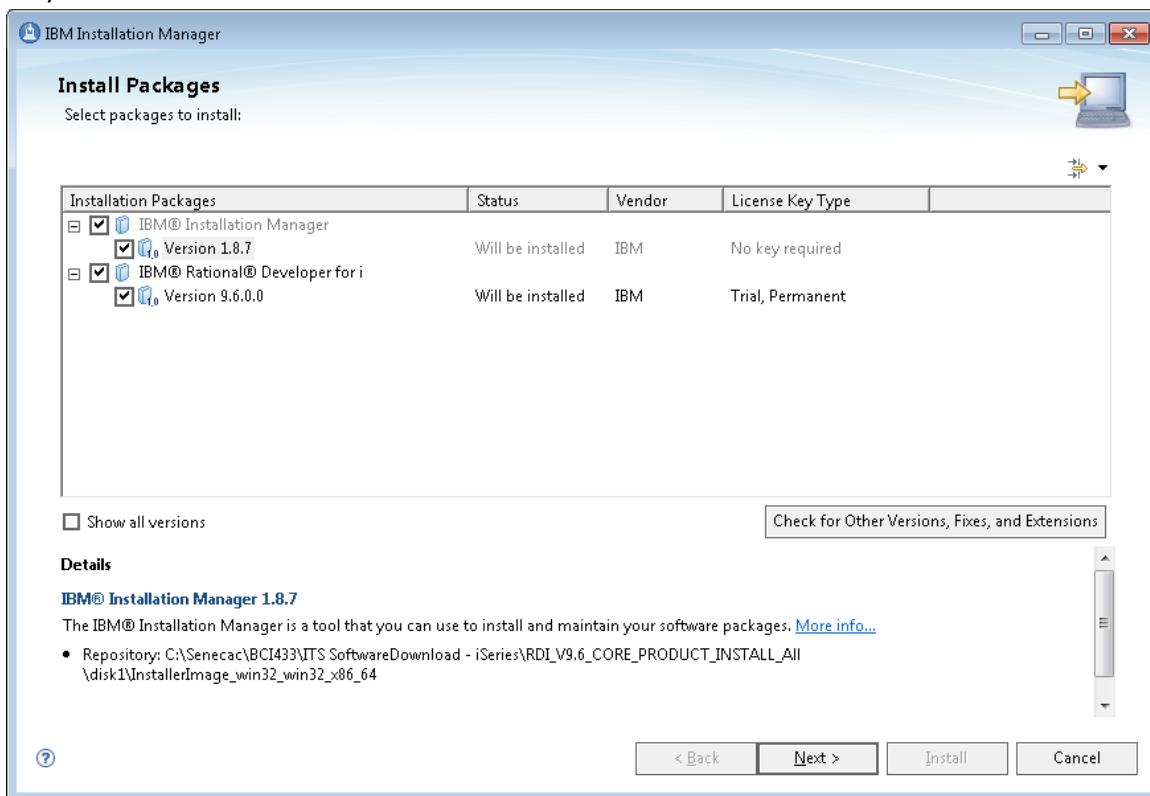 IBM Installation Manager
Install Packages
Select packages to install:
Installation Packages Status Vendor License Key Type
IBM® Installation Manager
Version 1.8.7 Will be installed IBM No key required
IBM® Rational® Developer for i
Version 9.6.0.0 Will be installed IBM Trial, Permanent
Show all versions Check for Other Versions, Fixes, and Extensions
Details
IBM® Installation Manager 1.8.7
The IBM® Installation Manager is a tool that you can use to install and maintain your software packages. More info...
• Repository: C:\Senecac\BCI433\ITS SoftwareDownload - iSeries\RDI_V9.6_CORE_PRODUCT_INSTALL_All
\disk1\InstallerImage_win32_win32_x86_64
? < Back Next > Install Cancel